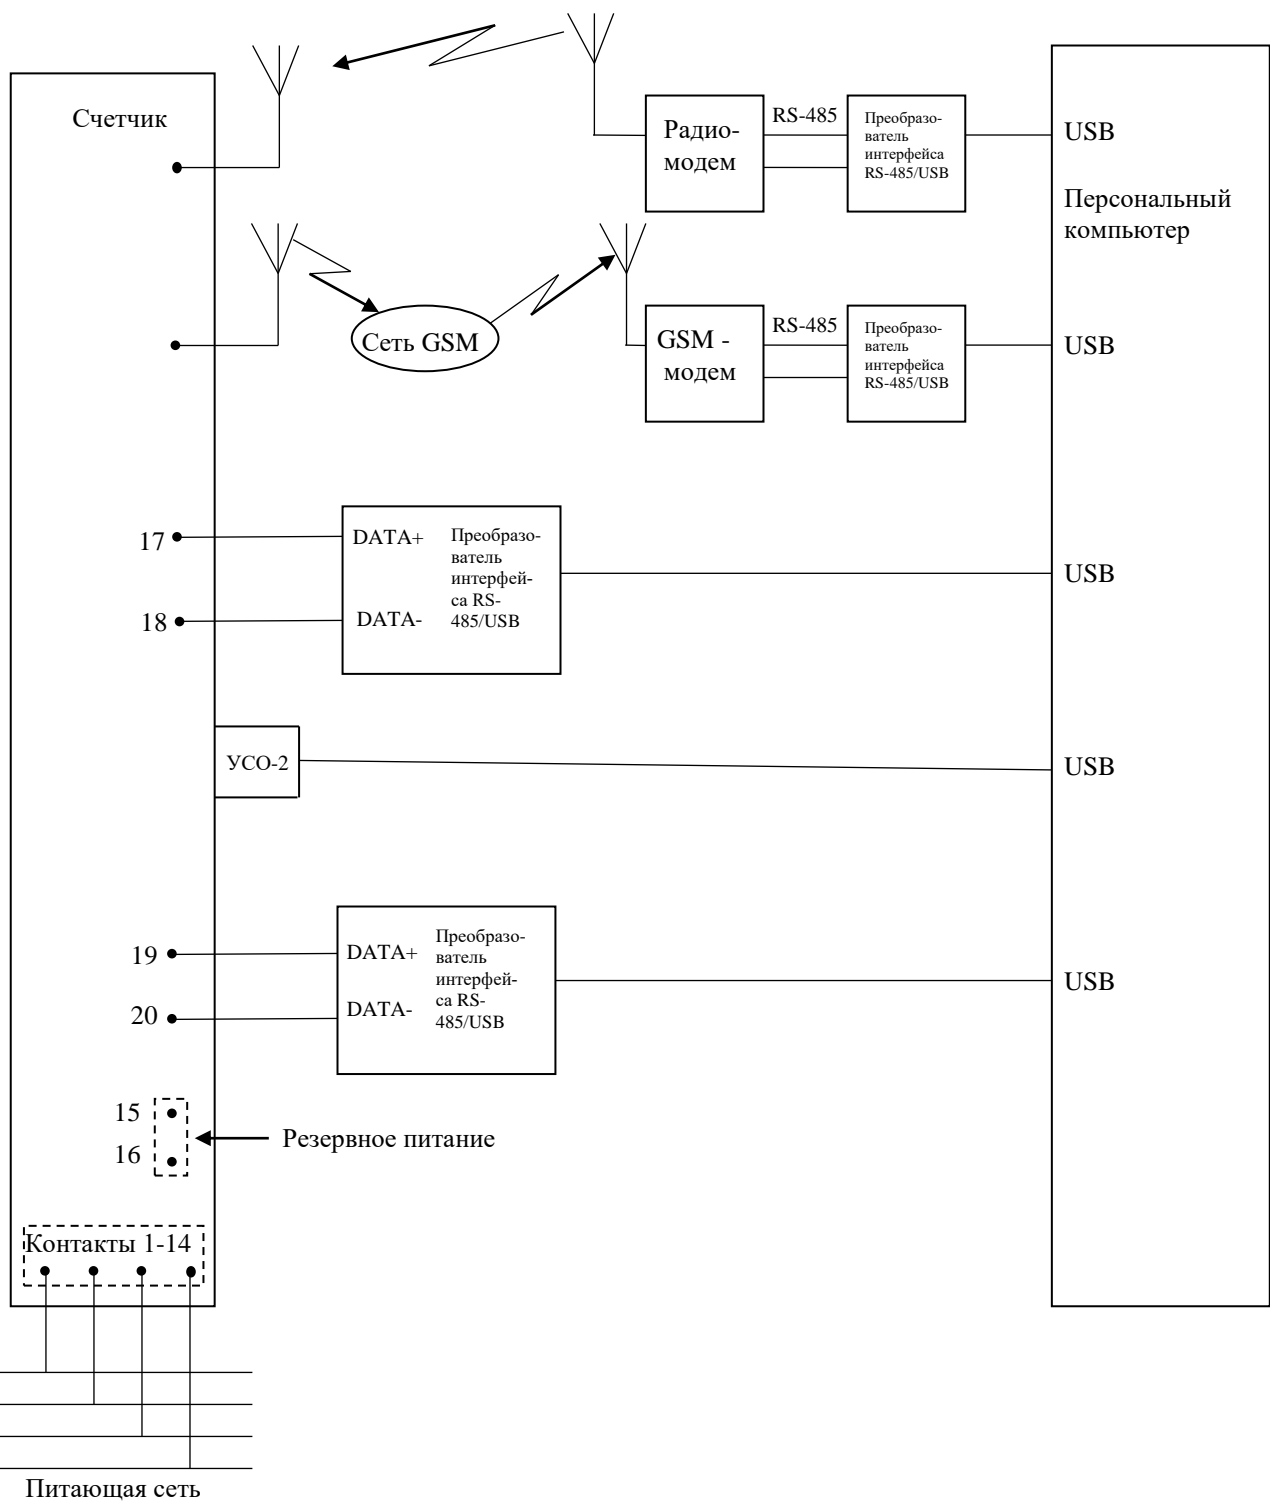 Счетчик
Радио-
модем
RS-485
Преобразо-
ватель
интерфейса
RS-485/USB
USB
Персональный
компьютер
Сеть GSM
GSM -
модем
RS-485
Преобразо-
ватель
интерфейса
RS-485/USB
USB
17
18
DATA+
DATA-
Преобразо-
ватель
интерфей-
са RS-
485/USB
USB
УСО-2
USB
19
20
DATA+
DATA-
Преобразо-
ватель
интерфей-
са RS-
485/USB
USB
15
16
Резервное питание
Контакты 1-14
Питающая сеть